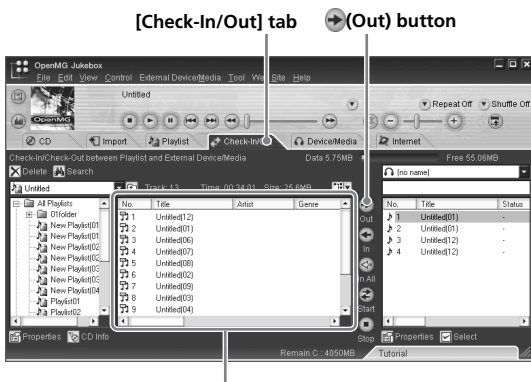 [Check-In/Out] tab
(Out) button
OpenMG Jukebox
File Edit View Control External Device/Media Tool Web Site Help
Untitled
OpenMG
Repeat Off Shuffle Off
CD Import Playlist Check-In/Out Device/Media Internet
Check-In/Check-Out between Playlist and External Device/Media Data 5.75MB Free 55.06MB
Delete Search
(no name)
Untitled Track: 13 Time: 00:34:01 Size: 25.6MB
All Playlists
01folder
New Playlist(01
New Playlist(01
New Playlist(02
New Playlist(02
New Playlist(03
New Playlist(03
New Playlist(04
Playlist01
Playlist02
No. Title Artist Genre
1 Untitled(12)
2 Untitled(01)
3 Untitled(06)
4 Untitled(07)
5 Untitled(08)
6 Untitled(02)
7 Untitled(09)
8 Untitled(03)
9 Untitled(04)
Out
In
In All
Start
Stop
No. Title Status
1 Untitled(01) -
2 Untitled(01) -
3 Untitled(12) -
4 Untitled(12) -
Properties CD Info
Properties Select
Remain C : 4050MB Tutorial